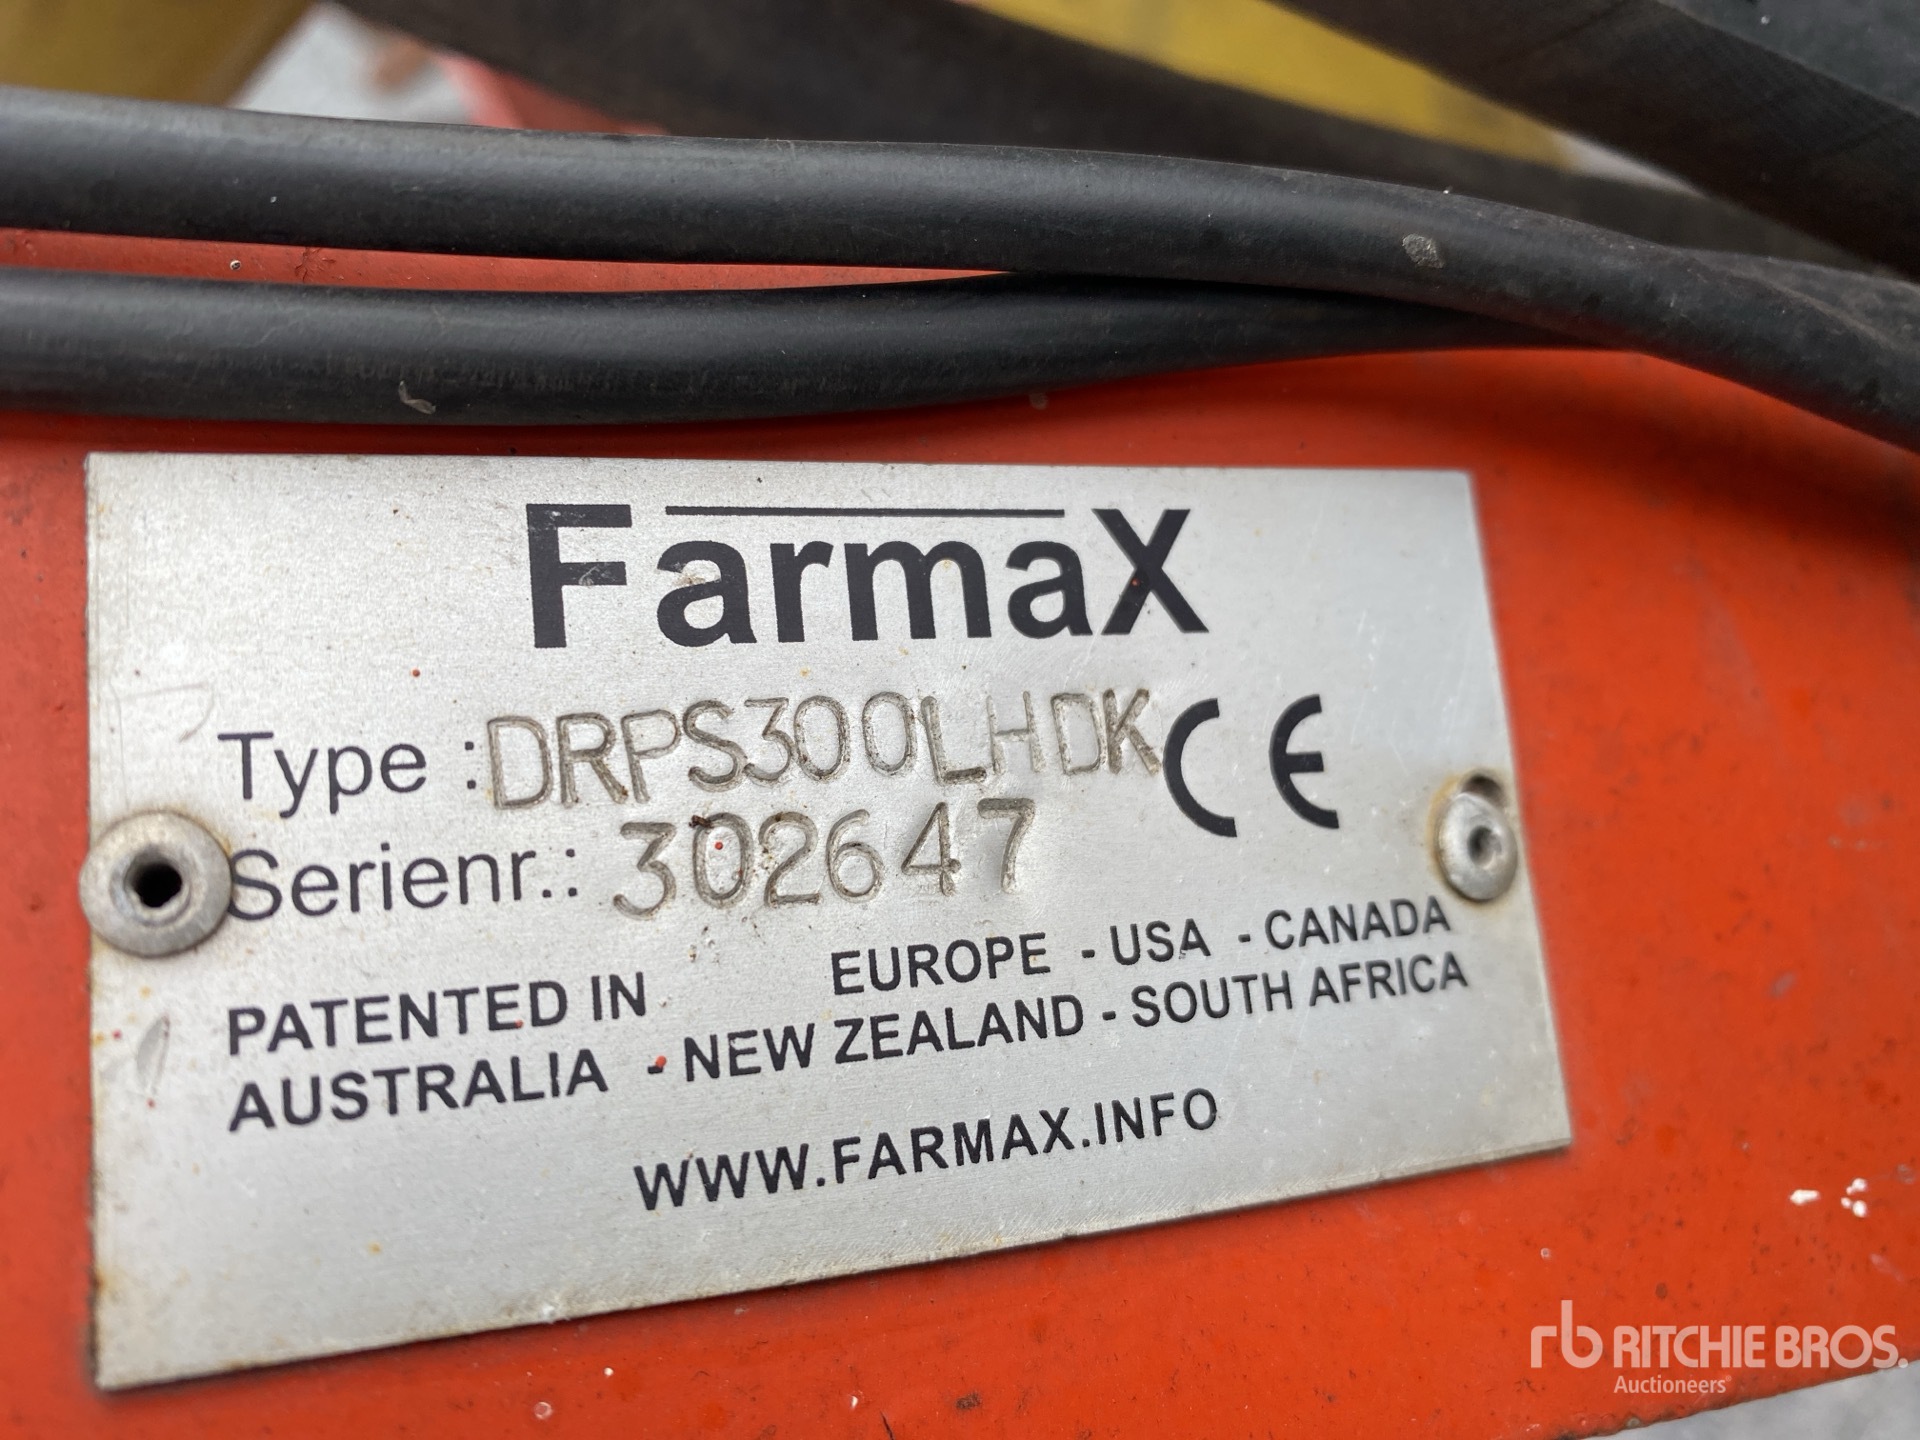 FarmaX
Type : DRPS300LHDK CE
Serienr.: 302647
PATENTED IN EUROPE - USA - CANADA
AUSTRALIA - NEW ZEALAND - SOUTH AFRICA
WWW.FARMAX.INFO
rb RITCHIE BROS.
Auctioneers